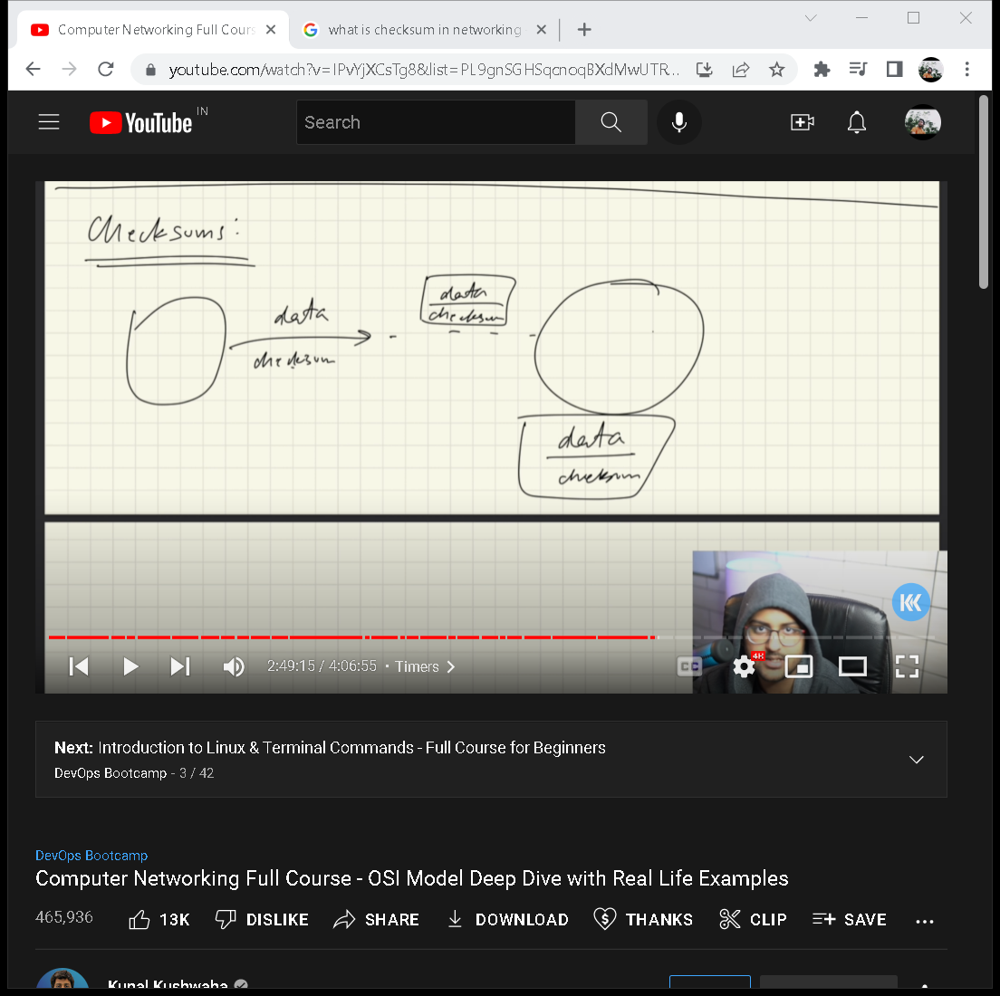 Computer Networking Full Cours
what is checksum in networking
youtube.com/watch?v=IPvYjXCsTg8&list=PL9gnSGHSqcnoqBXdMwUTR...
YouTube IN
Search
Checksums:
data
checksum
data
checksum
data
checksum
KK
2:49:15 / 4:06:55 • Timers
CC
4K
Next: Introduction to Linux & Terminal Commands - Full Course for Beginners
DevOps Bootcamp - 3 / 42
DevOps Bootcamp
Computer Networking Full Course - OSI Model Deep Dive with Real Life Examples
465,936 13K DISLIKE SHARE DOWNLOAD THANKS CLIP SAVE
Kunal Kushwaha